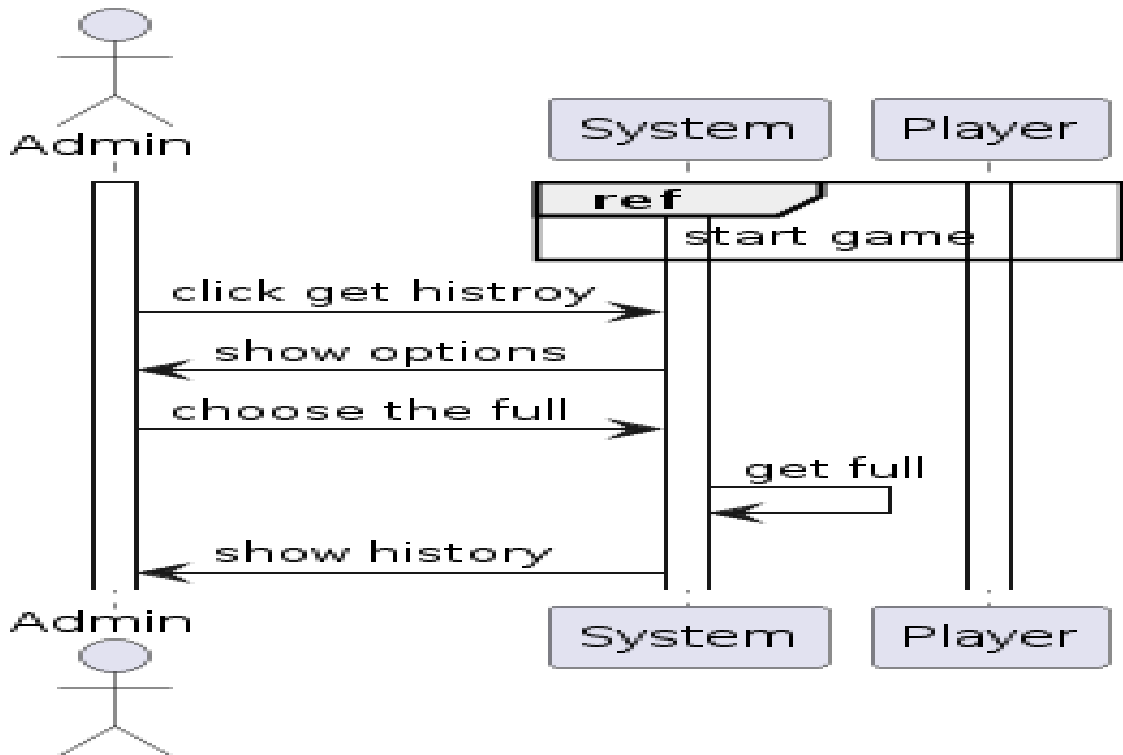 Admin
System
Player
ref
start game
click get histroy
show options
choose the full
get full
show history
Admin
System
Player